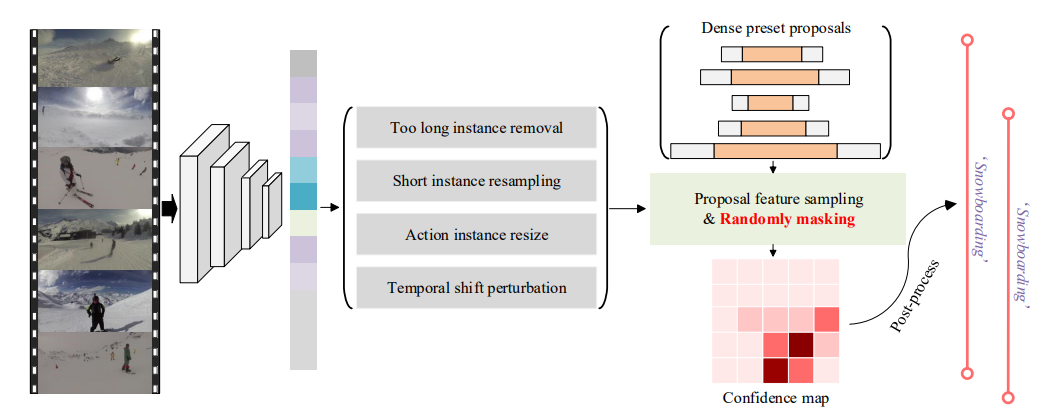 Dense preset proposals
Too long instance removal
Short instance resampling
Action instance resize
Temporal shift perturbation
Proposal feature sampling
& Randomly masking
Confidence map
Post-process
‘Snowboarding’
‘Snowboarding’